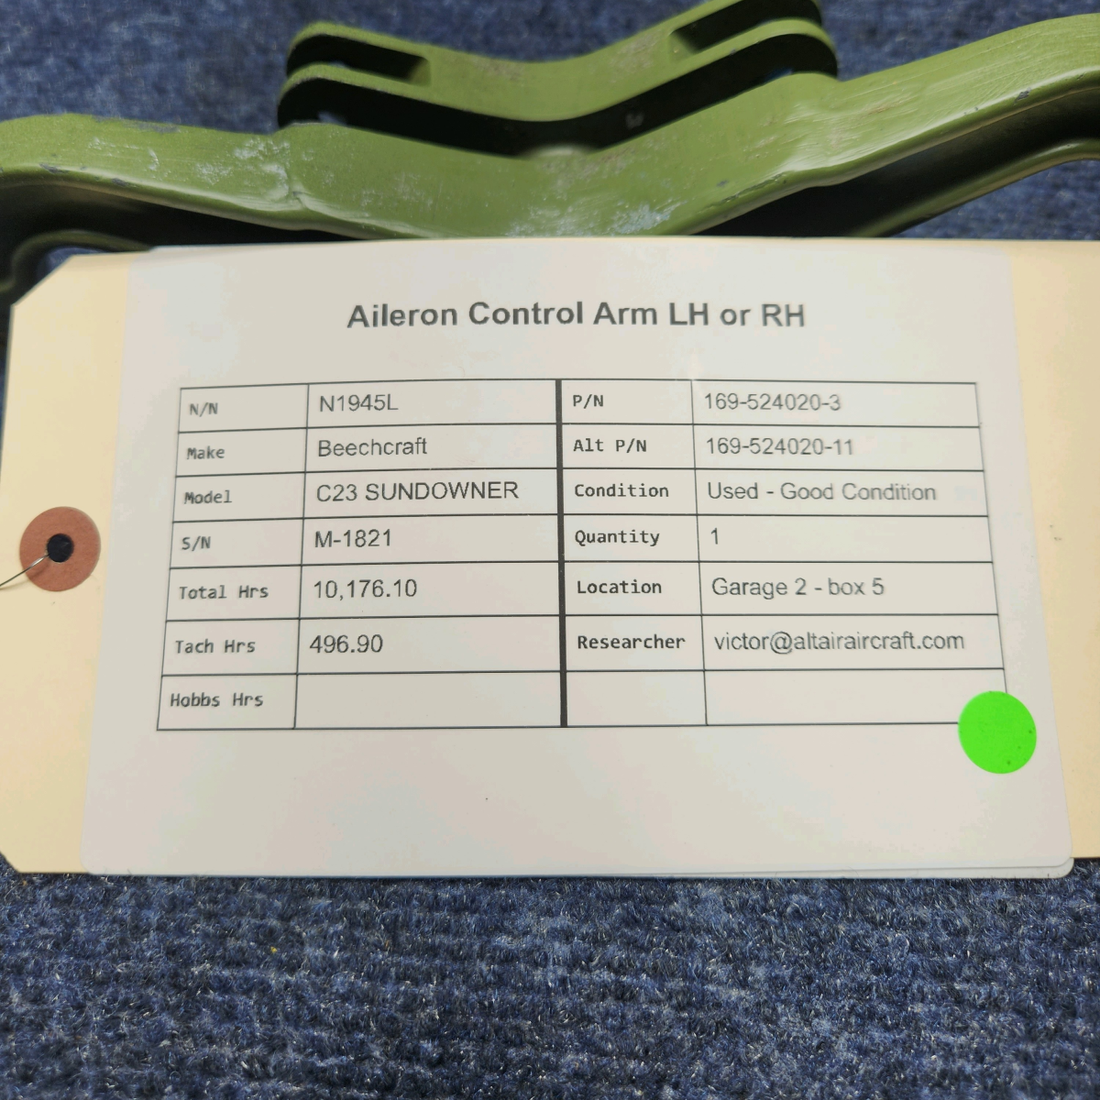 Aileron Control Arm LH or RH
N/N N1945L P/N 169-524020-3
Make Beechcraft Alt P/N 169-524020-11
Model C23 SUNDOWNER Condition Used - Good Condition
S/N M-1821 Quantity 1
Total Hrs 10,176.10 Location Garage 2 - box 5
Tach Hrs 496.90 Researcher victor@altairaircraft.com
Hobbs Hrs